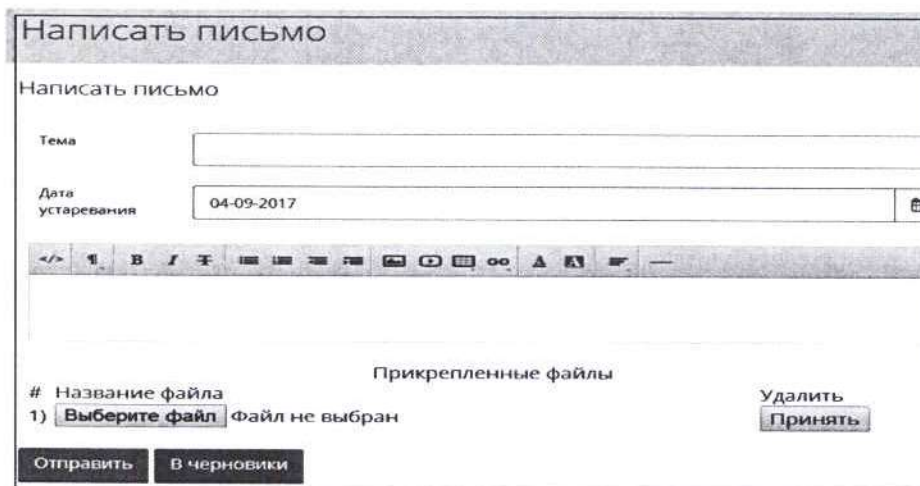 Написать письмо
Написать письмо
Тема
Дата
устаревания
04-09-2017
</> ¶ B I T A A
Прикрепленные файлы
# Название файла Удалить
1) Выберите файл Файл не выбран Принять
Отправить В черновики